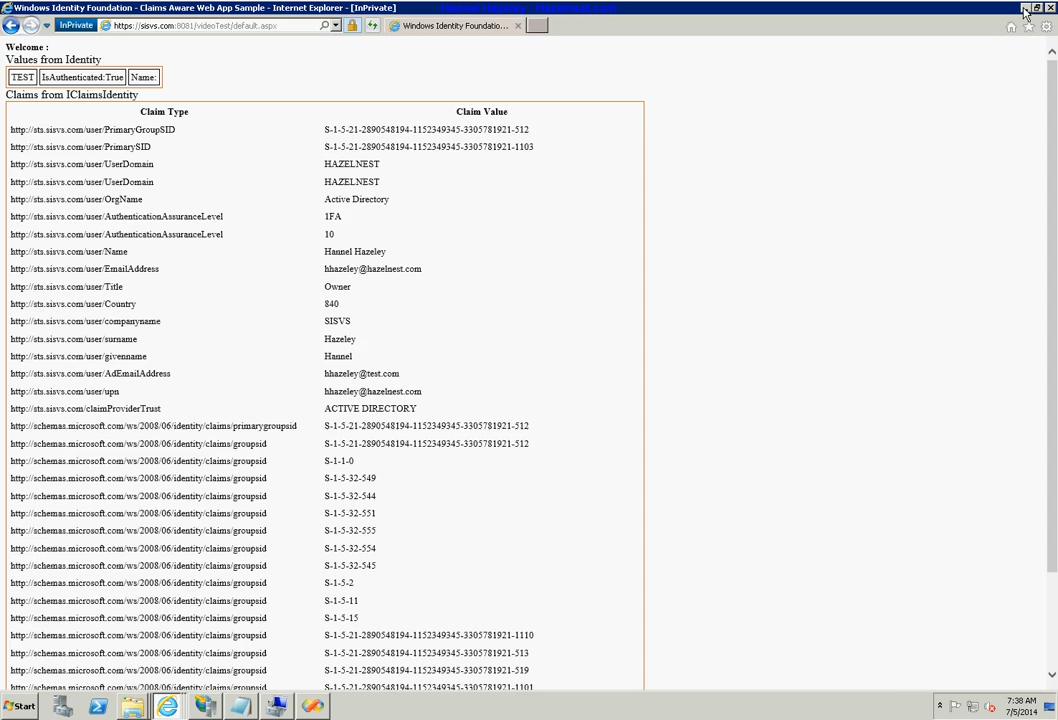 Windows Identity Foundation - Claims Aware Web App Sample - Internet Explorer - [InPrivate]
InPrivate https://sisvs.com:8081/videoTest/default.aspx Windows Identity Foundatio...
Welcome :
Values from Identity
TEST IsAuthenticated:True Name:
Claims from IClaimsIdentity
Claim Type Claim Value
http://sts.sisvs.com/user/PrimaryGroupSID S-1-5-21-2890548194-1152349345-3305781921-512
http://sts.sisvs.com/user/PrimarySID S-1-5-21-2890548194-1152349345-3305781921-1103
http://sts.sisvs.com/user/UserDomain HAZELNEST
http://sts.sisvs.com/user/UserDomain HAZELNEST
http://sts.sisvs.com/user/OrgName Active Directory
http://sts.sisvs.com/user/AuthenticationAssuranceLevel 1FA
http://sts.sisvs.com/user/AuthenticationAssuranceLevel 10
http://sts.sisvs.com/user/Name Hannel Hazeley
http://sts.sisvs.com/user/EmailAddress hhazeley@hazelnest.com
http://sts.sisvs.com/user/Title Owner
http://sts.sisvs.com/user/Country 840
http://sts.sisvs.com/user/companyname SISVS
http://sts.sisvs.com/user/surname Hazeley
http://sts.sisvs.com/user/givenname Hannel
http://sts.sisvs.com/user/AdEmailAddress hhazeley@test.com
http://sts.sisvs.com/user/upn hhazeley@hazelnest.com
http://sts.sisvs.com/claimProviderTrust ACTIVE DIRECTORY
http://schemas.microsoft.com/ws/2008/06/identity/claims/primarygroupsid S-1-5-21-2890548194-1152349345-3305781921-512
http://schemas.microsoft.com/ws/2008/06/identity/claims/groupsid S-1-5-21-2890548194-1152349345-3305781921-512
http://schemas.microsoft.com/ws/2008/06/identity/claims/groupsid S-1-1-0
http://schemas.microsoft.com/ws/2008/06/identity/claims/groupsid S-1-5-32-549
http://schemas.microsoft.com/ws/2008/06/identity/claims/groupsid S-1-5-32-544
http://schemas.microsoft.com/ws/2008/06/identity/claims/groupsid S-1-5-32-551
http://schemas.microsoft.com/ws/2008/06/identity/claims/groupsid S-1-5-32-555
http://schemas.microsoft.com/ws/2008/06/identity/claims/groupsid S-1-5-32-554
http://schemas.microsoft.com/ws/2008/06/identity/claims/groupsid S-1-5-32-545
http://schemas.microsoft.com/ws/2008/06/identity/claims/groupsid S-1-5-2
http://schemas.microsoft.com/ws/2008/06/identity/claims/groupsid S-1-5-11
http://schemas.microsoft.com/ws/2008/06/identity/claims/groupsid S-1-5-15
http://schemas.microsoft.com/ws/2008/06/identity/claims/groupsid S-1-5-21-2890548194-1152349345-3305781921-1110
http://schemas.microsoft.com/ws/2008/06/identity/claims/groupsid S-1-5-21-2890548194-1152349345-3305781921-513
http://schemas.microsoft.com/ws/2008/06/identity/claims/groupsid S-1-5-21-2890548194-1152349345-3305781921-519
http://schemas.microsoft.com/ws/2008/06/identity/claims/groupsid S-1-5-21-2890548194-1152349345-3305781921-1101
Start 7:38 AM
7/5/2014